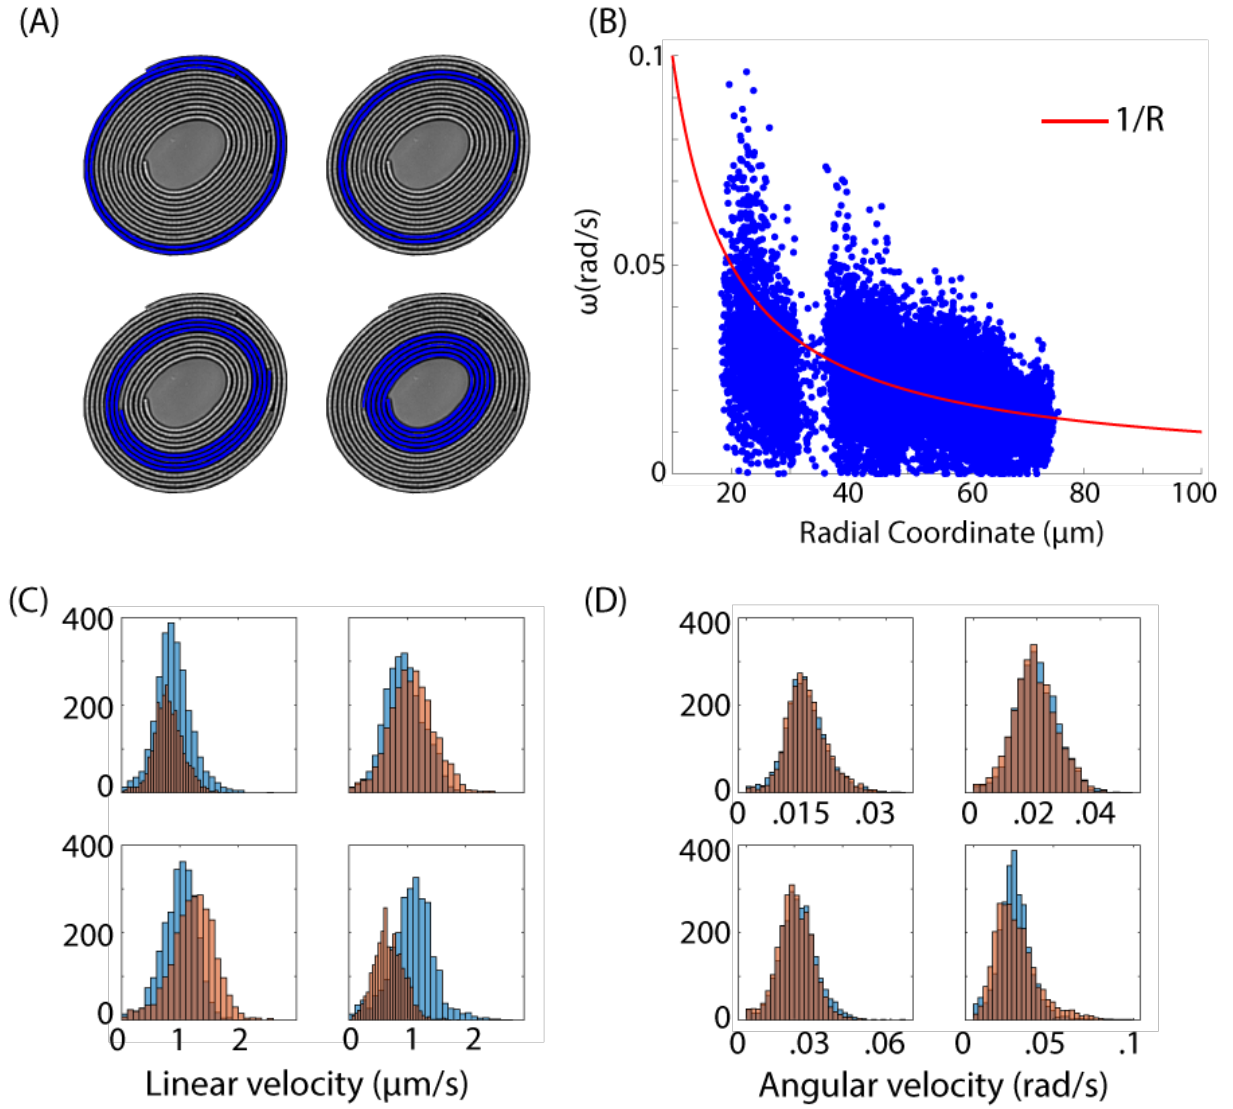 (A)
(B)
0.1
0.05
0
ω(rad/s)
1/R
20 40 60 80 100
Radial Coordinate (μm)
(C)
400
200
0
400
200
0
0 1 2
0 1 2
Linear velocity (μm/s)
(D)
400
200
0
0 .015 .03
0 .02 .04
400
200
0
0 .03 .06
0 .05 .1
Angular velocity (rad/s)